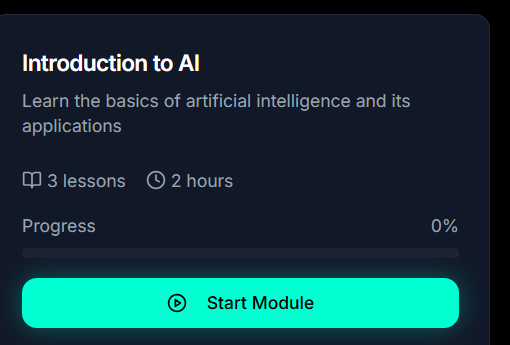 Introduction to AI
Learn the basics of artificial intelligence and its
applications
3 lessons 2 hours
Progress 0%
Start Module